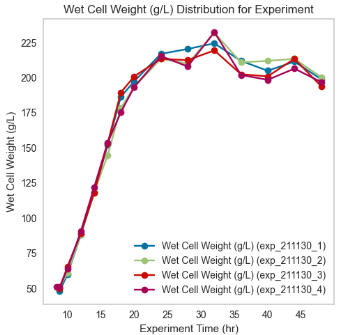 Wet Cell Weight (g/L) Distribution for Experiment
Wet Cell Weight (g/L)
225
200
175
150
125
100
75
50
Wet Cell Weight (g/L) (exp_211130_1)
Wet Cell Weight (g/L) (exp_211130_2)
Wet Cell Weight (g/L) (exp_211130_3)
Wet Cell Weight (g/L) (exp_211130_4)
10 15 20 25 30 35 40 45
Experiment Time (hr)